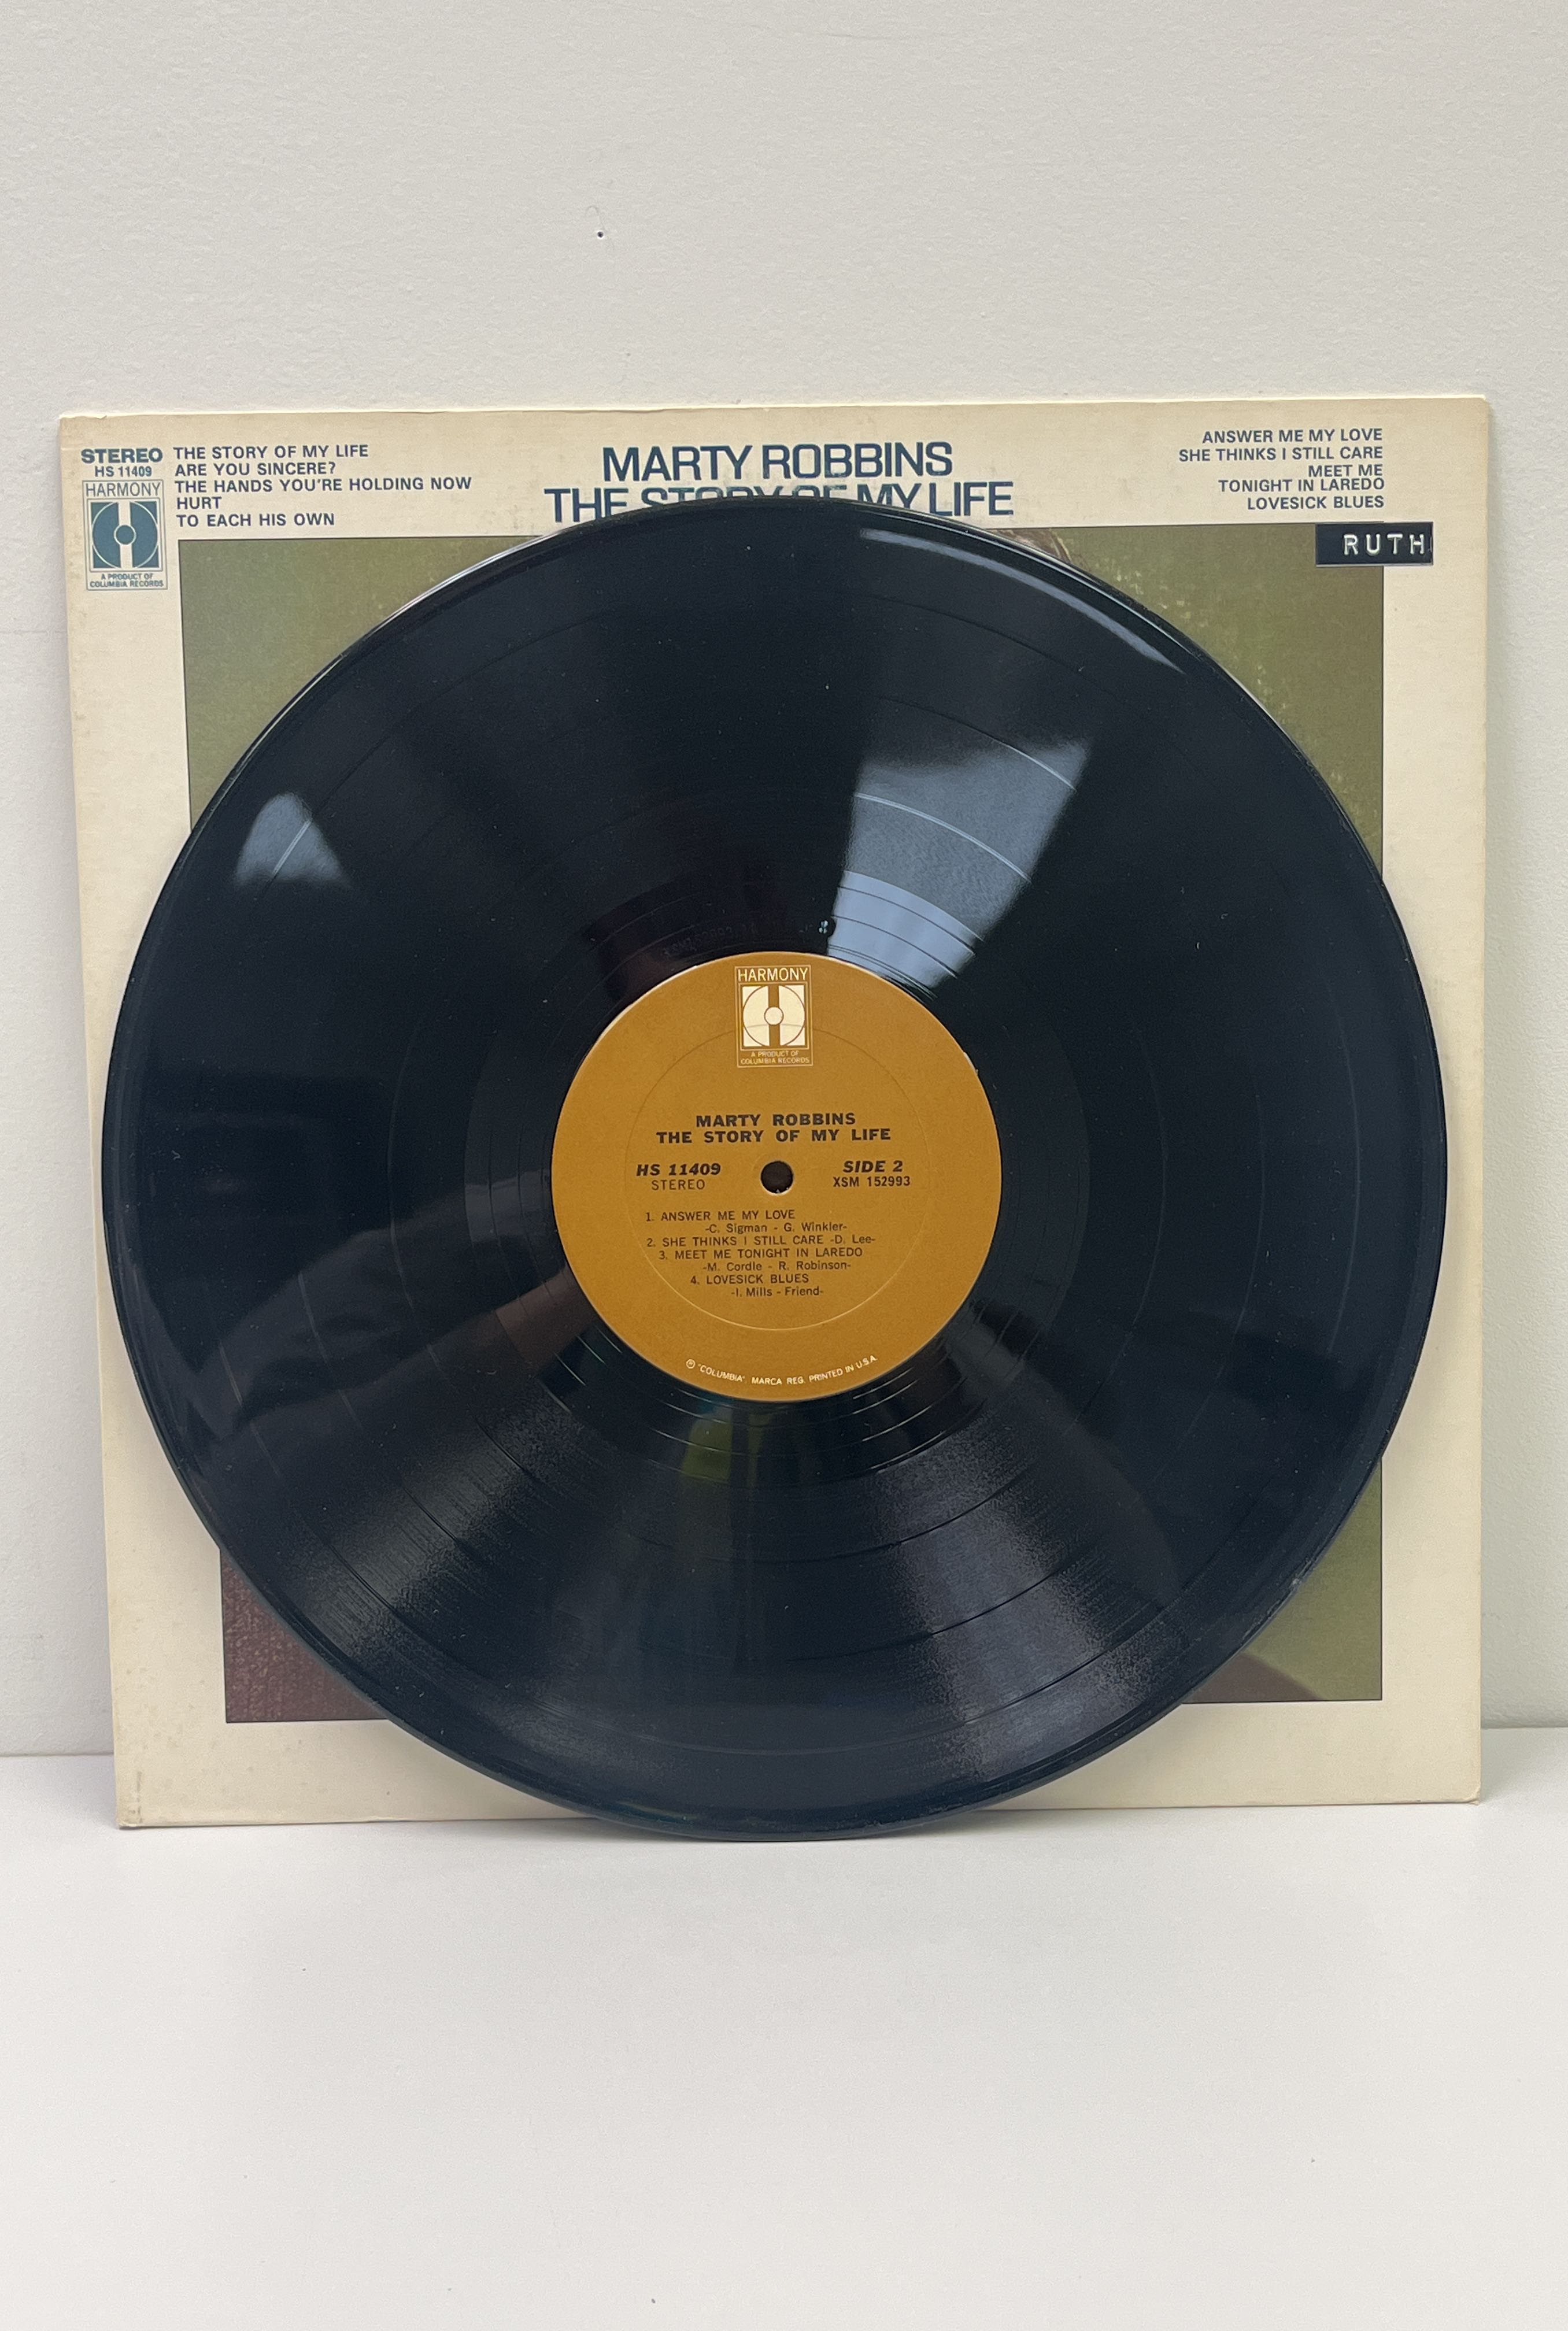 STEREO
HS 11409
HARMONY
A PRODUCT OF
COLUMBIA RECORDS
THE STORY OF MY LIFE
ARE YOU SINCERE?
THE HANDS YOU'RE HOLDING NOW
HURT
TO EACH HIS OWN
MARTY ROBBINS
THE STORY OF MY LIFE
ANSWER ME MY LOVE
SHE THINKS I STILL CARE
MEET ME
TONIGHT IN LAREDO
LOVESICK BLUES
RUTH
HARMONY
A PRODUCT OF
COLUMBIA RECORDS
MARTY ROBBINS
THE STORY OF MY LIFE
HS 11409
STEREO
SIDE 2
XSM 152993
1. ANSWER ME MY LOVE
-C. Sigman - G. Winkler-
2. SHE THINKS I STILL CARE -D. Lee-
3. MEET ME TONIGHT IN LAREDO
-M. Cordle - R. Robinson-
4. LOVESICK BLUES
-I. Mills - Friend-
℗ "COLUMBIA", MARCA REG. PRINTED IN U.S.A.